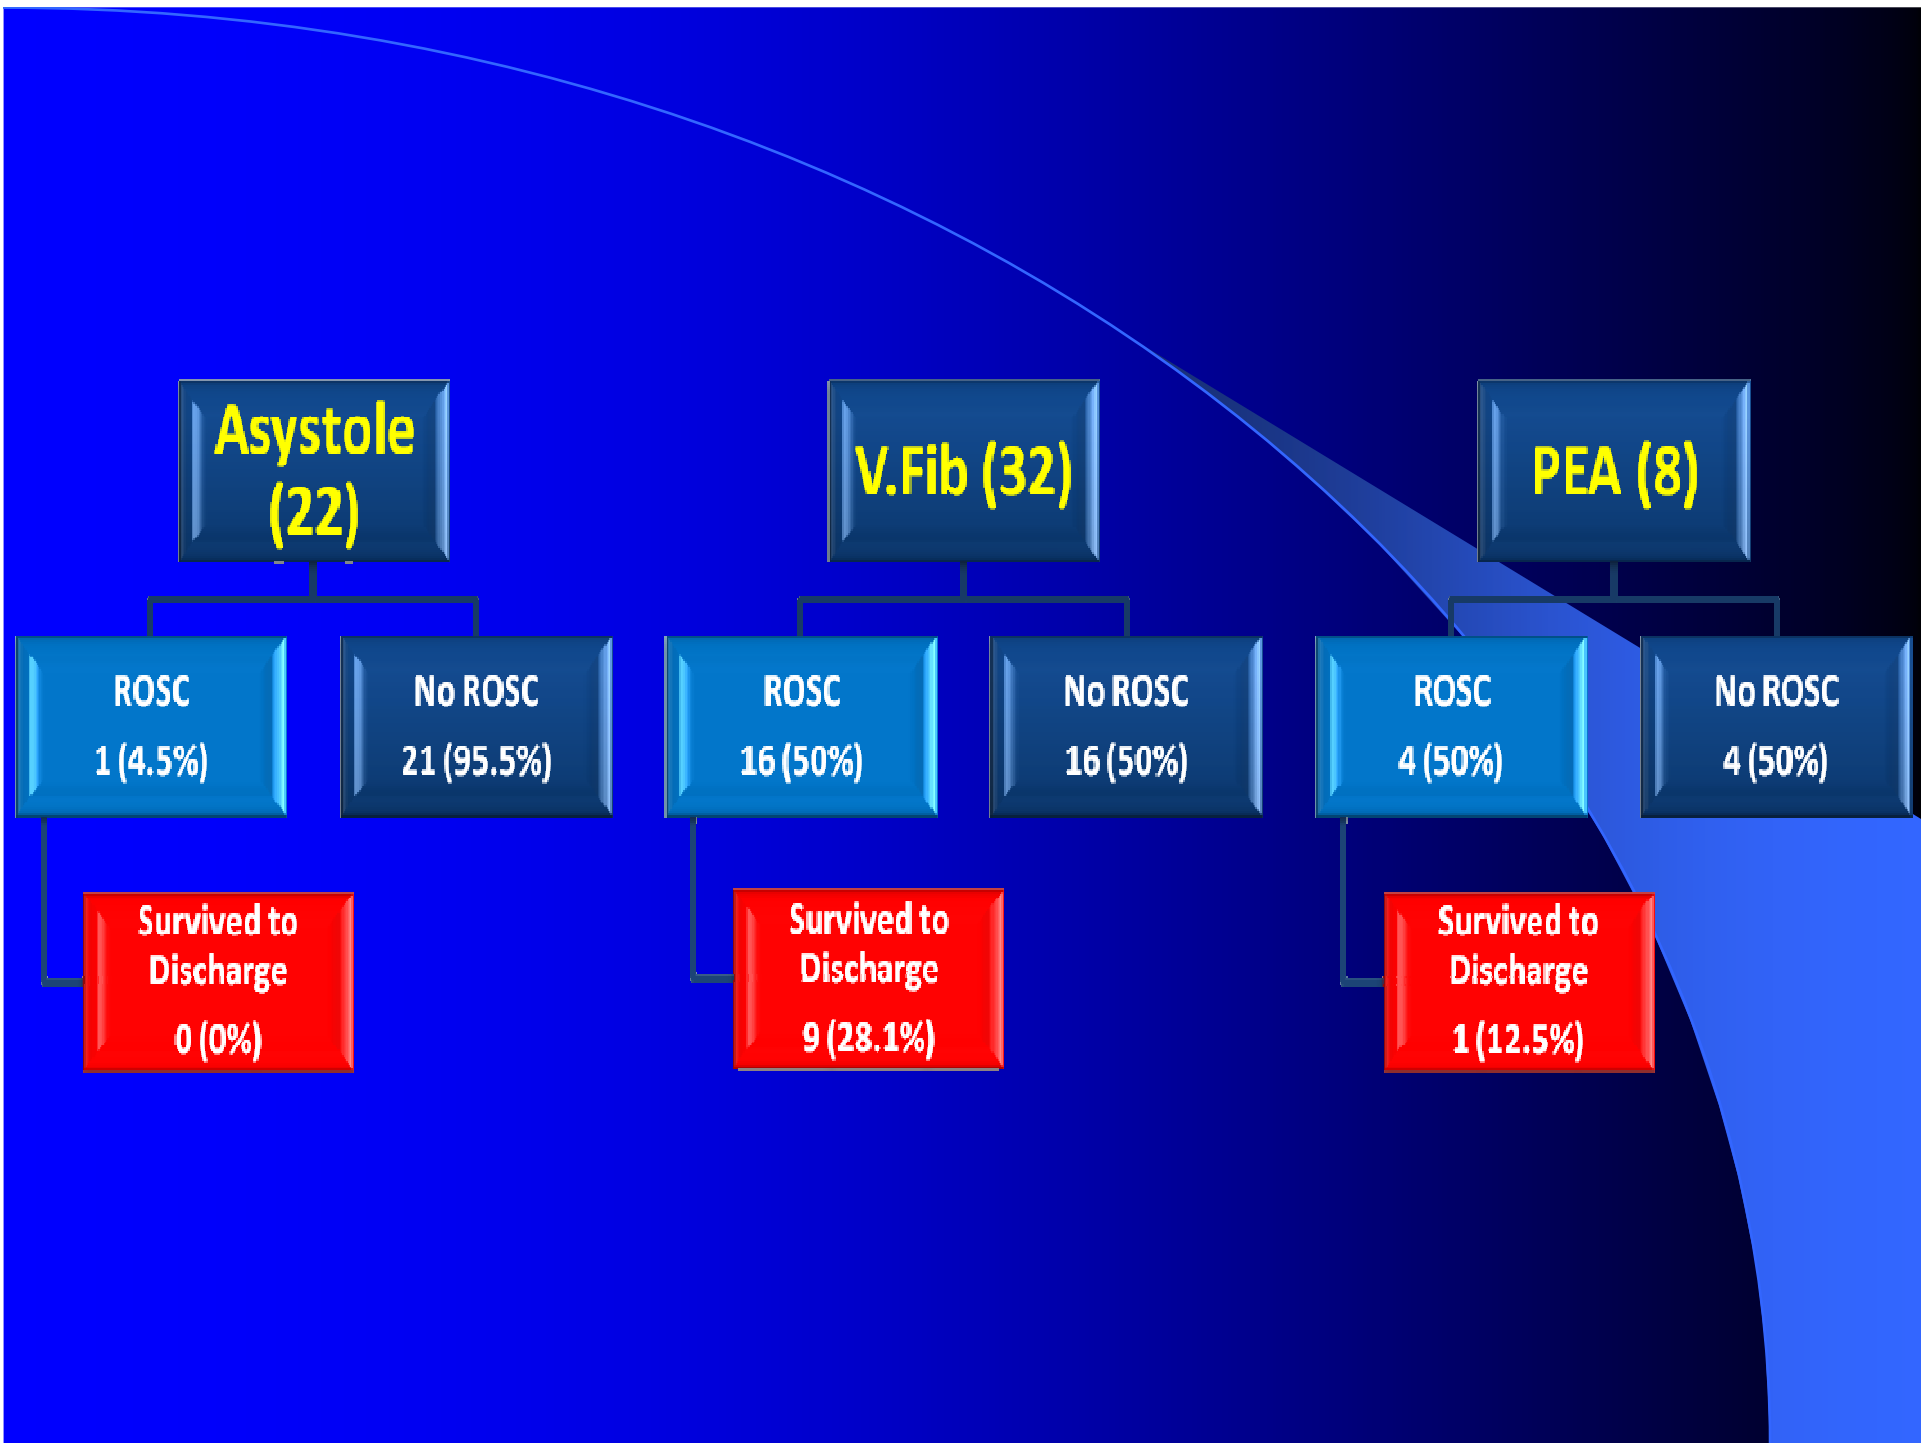 Asystole
(22)
V.Fib (32)
PEA (8)
ROSC
1 (4.5%)
No ROSC
21 (95.5%)
ROSC
16 (50%)
No ROSC
16 (50%)
ROSC
4 (50%)
No ROSC
4 (50%)
Survived to
Discharge
0 (0%)
Survived to
Discharge
9 (28.1%)
Survived to
Discharge
1 (12.5%)